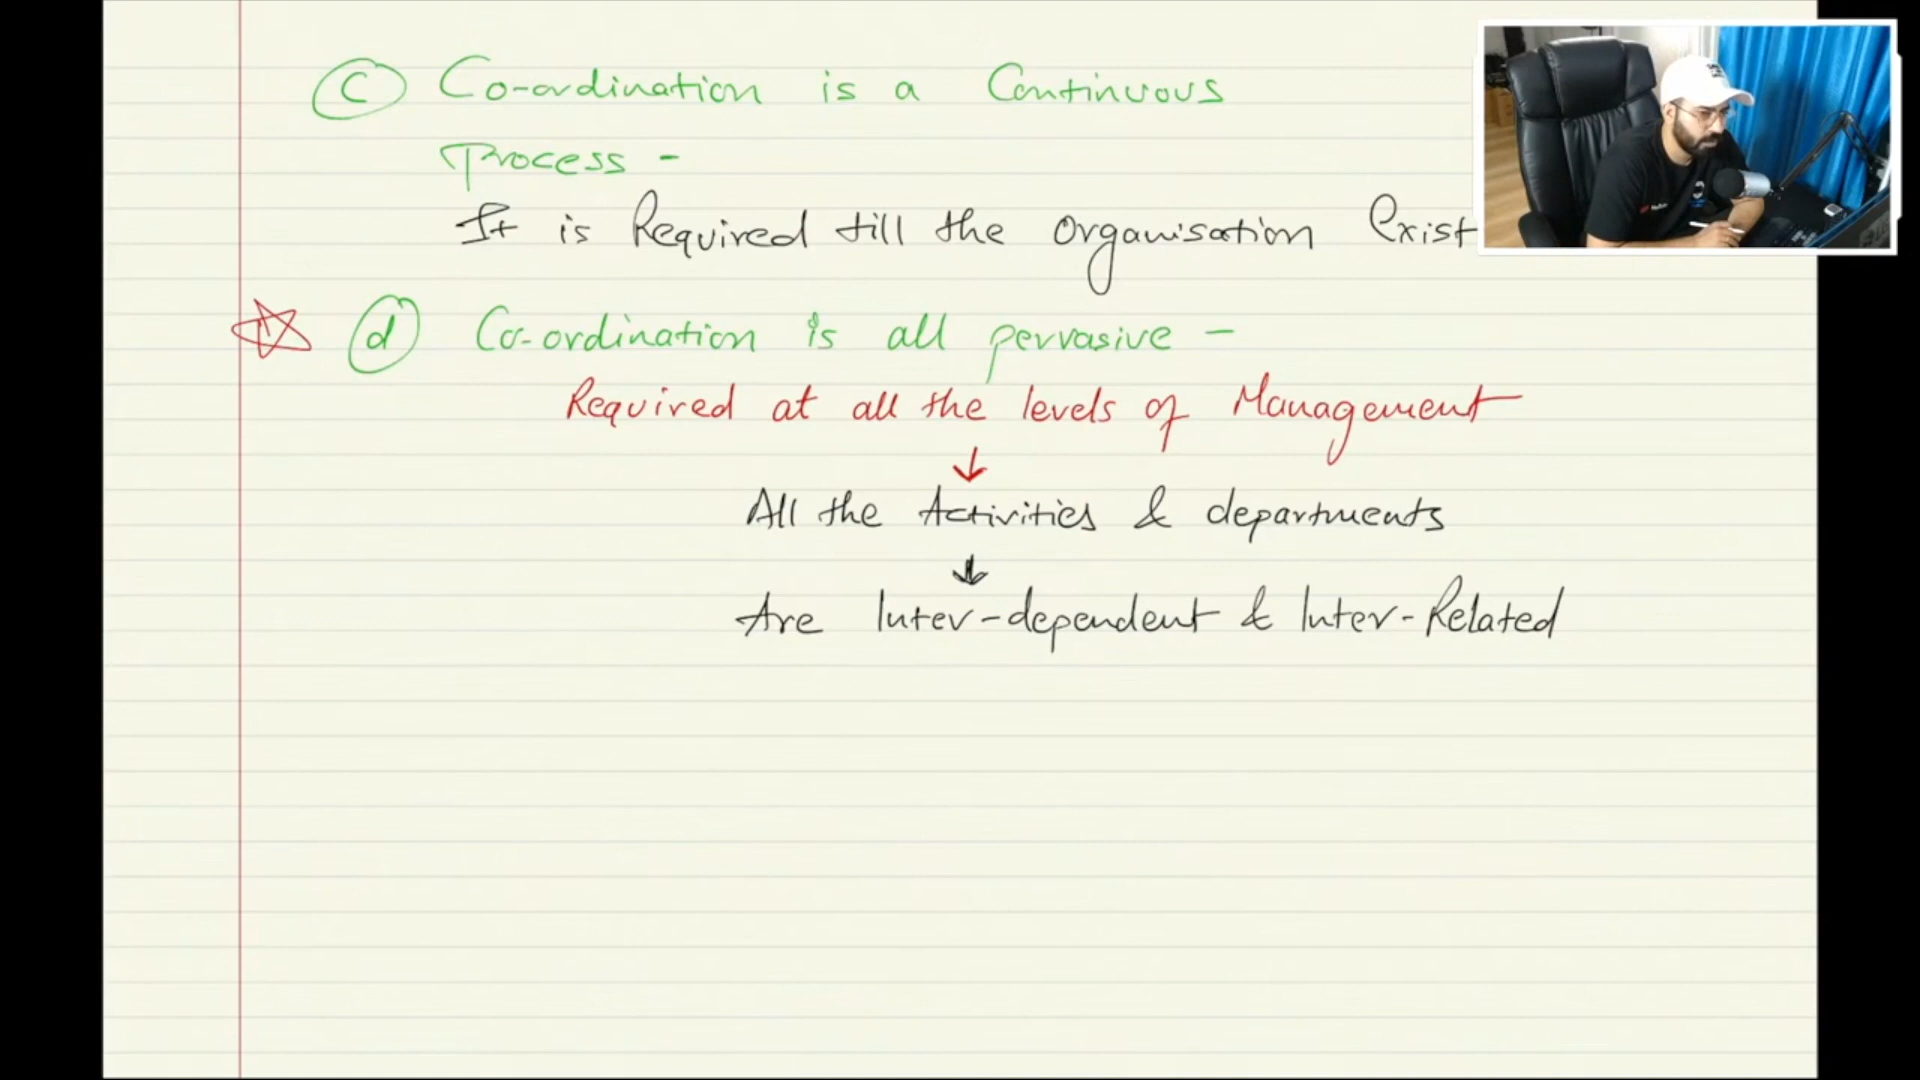 (c) Co-ordination is a Continuous
Process -
It is Required till the Organisation Exist
(d) Co-ordination is all pervasive -
Required at all the levels of Management
↓
All the Activities & departments
↓
Are Inter-dependent & Inter-Related